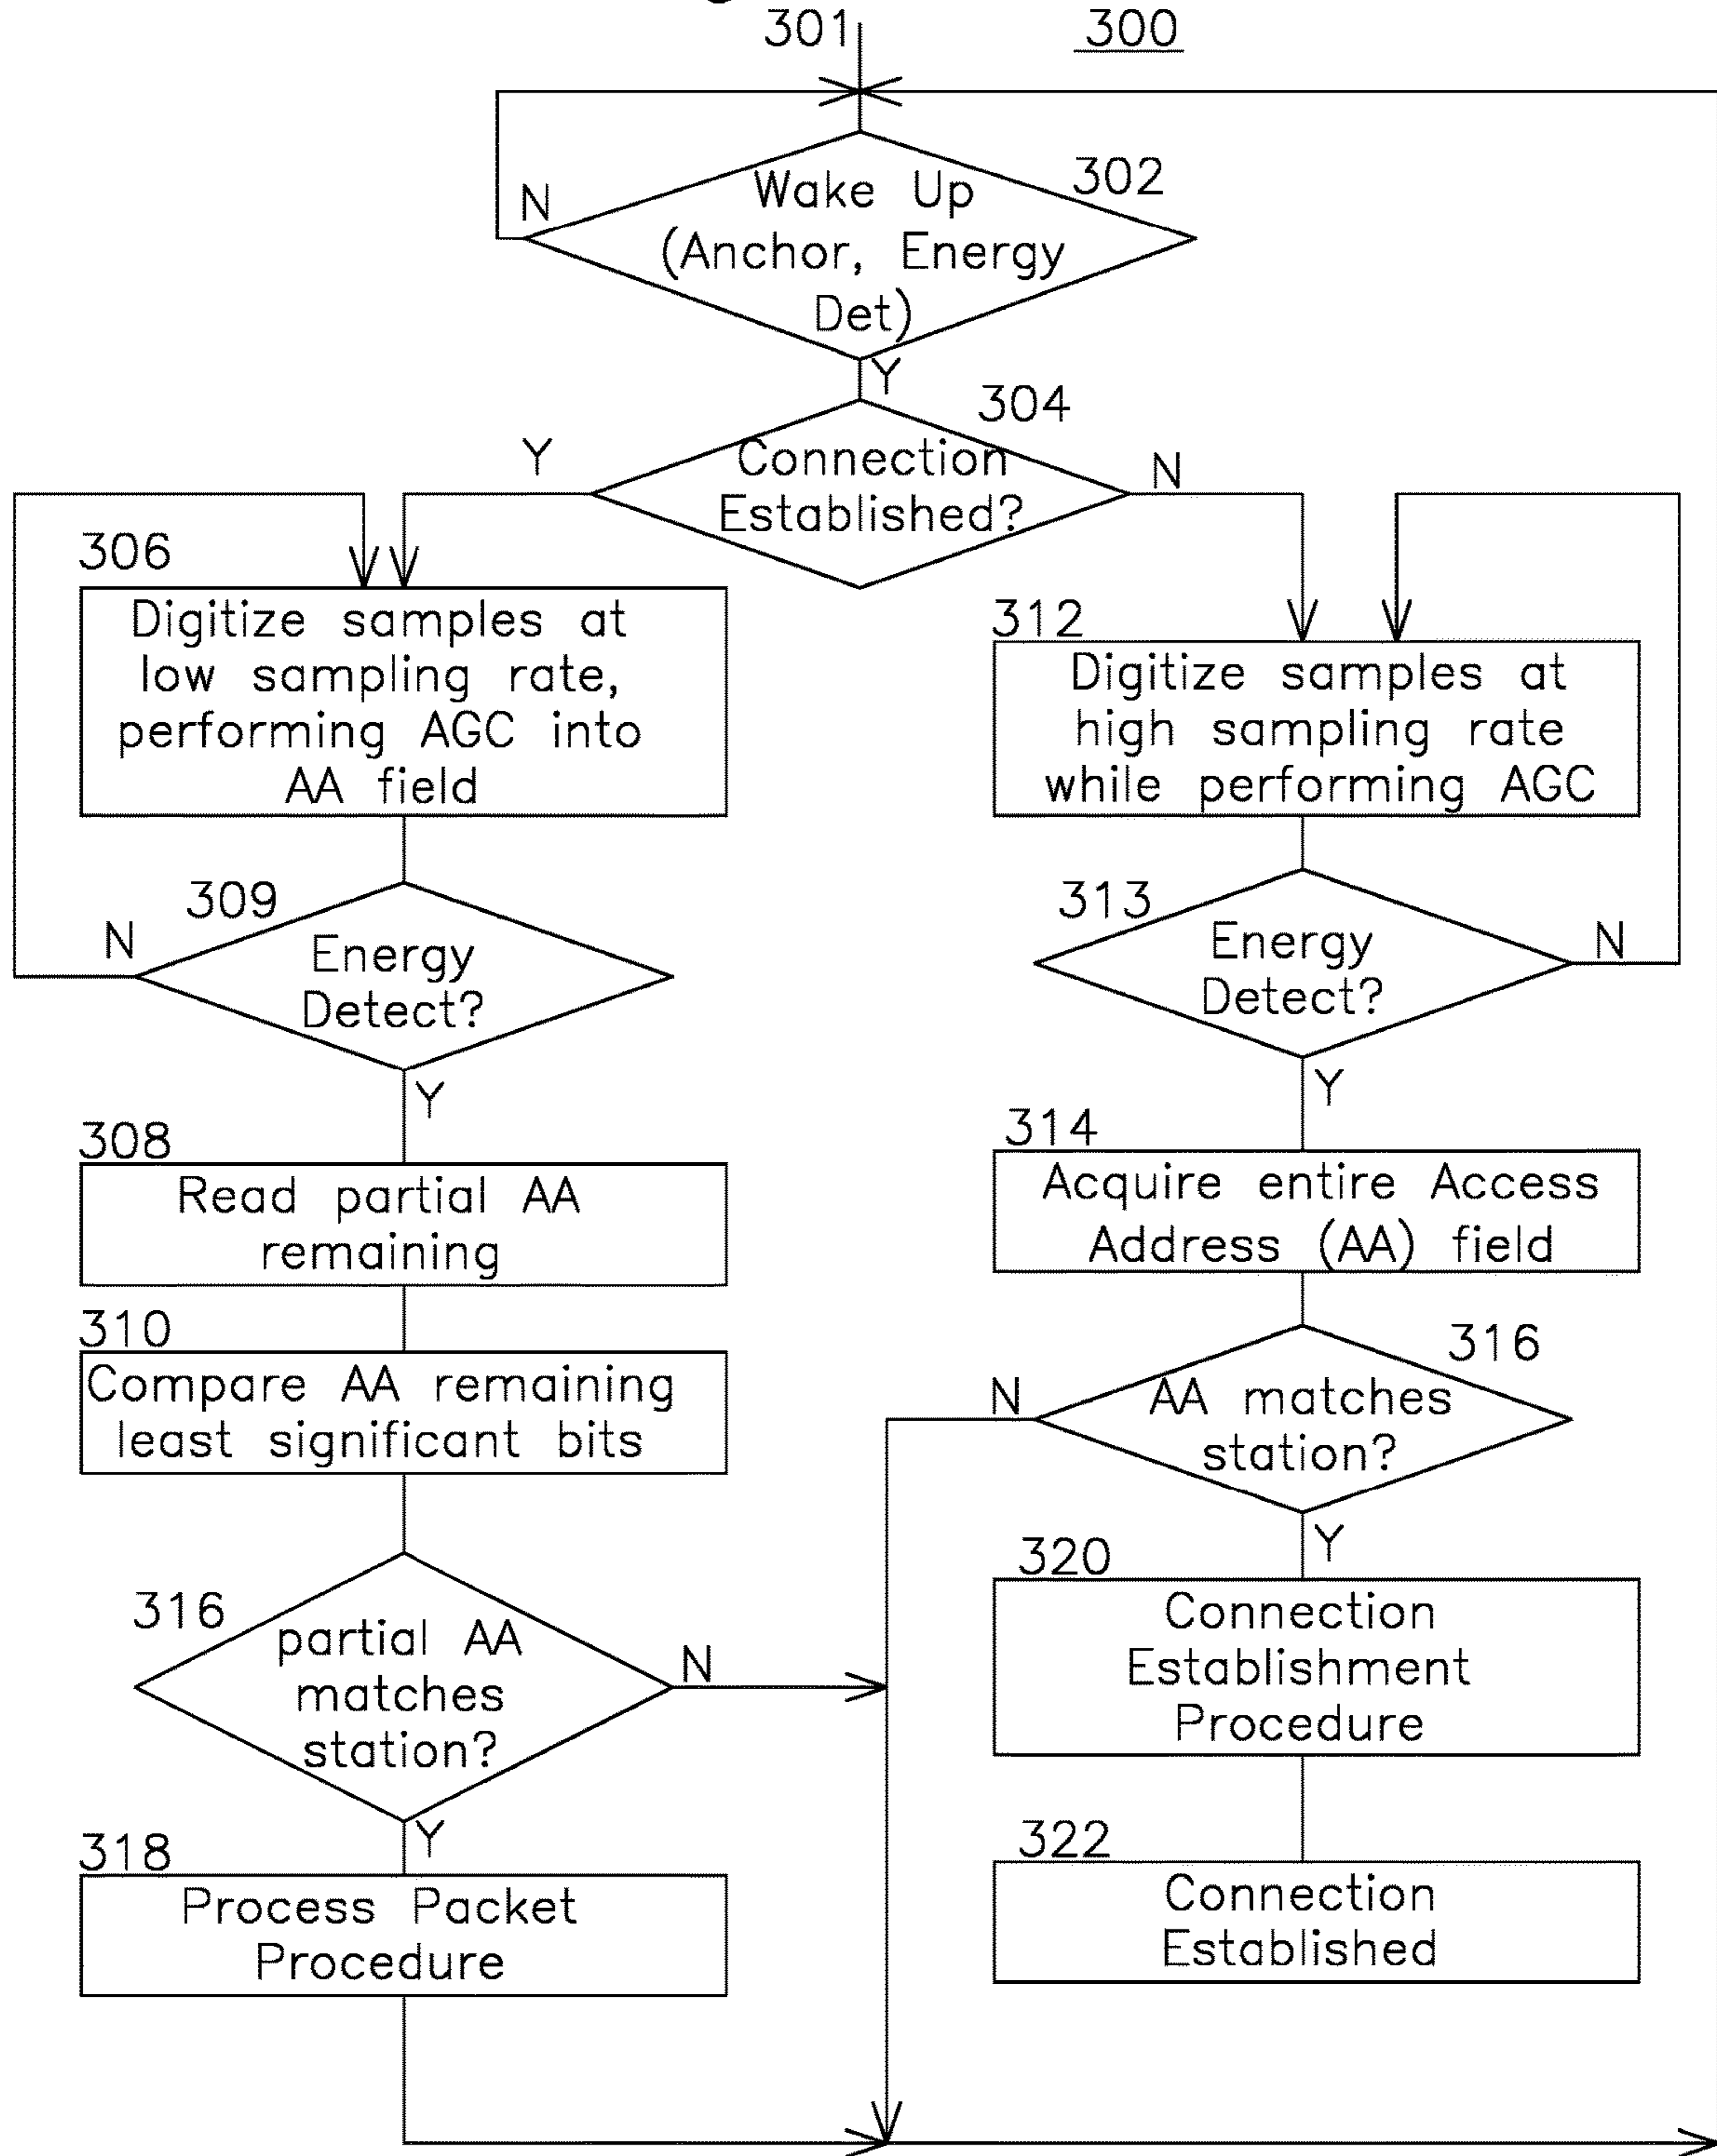 301
300
302
Wake Up
(Anchor, Energy
Det)
N
Y
304
Connection
Established?
Y
N
306
Digitize samples at
low sampling rate,
performing AGC into
AA field
312
Digitize samples at
high sampling rate
while performing AGC
309
Energy
Detect?
N
Y
313
Energy
Detect?
N
Y
308
Read partial AA
remaining
314
Acquire entire Access
Address (AA) field
310
Compare AA remaining
least significant bits
316
AA matches
station?
N
Y
316
partial AA
matches
station?
N
Y
320
Connection
Establishment
Procedure
318
Process Packet
Procedure
322
Connection
Established